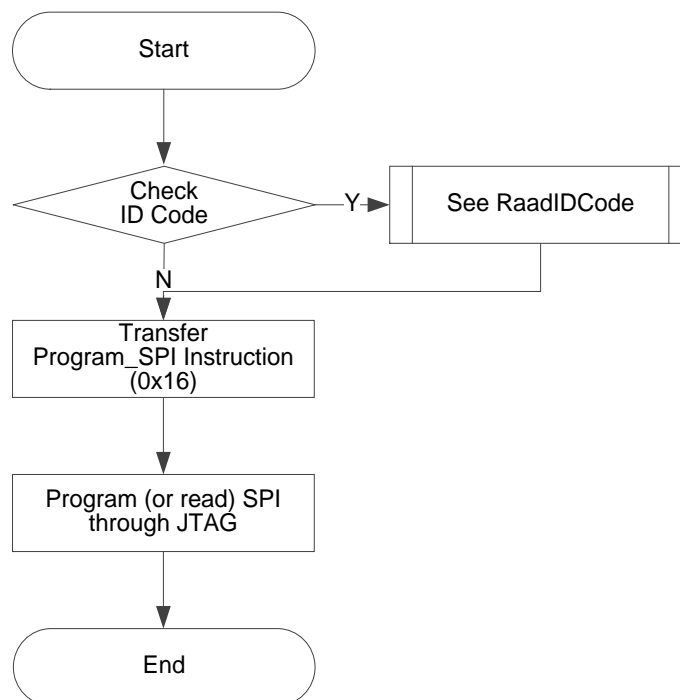 Start
Check
ID Code
Y
See RaadIDCode
N
Transfer
Program_SPI Instruction
(0x16)
Program (or read) SPI
through JTAG
End